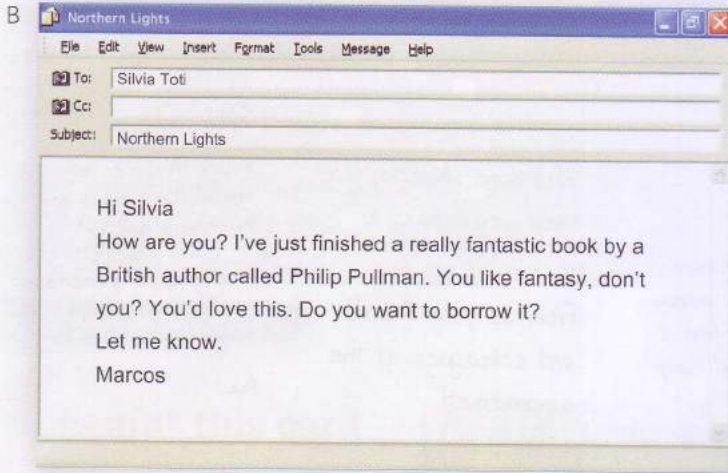 B
Northern Lights
File Edit View Insert Format Tools Message Help
To: Silvia Toti
Cc:
Subject: Northern Lights
Hi Silvia
How are you? I've just finished a really fantastic book by a
British author called Philip Pullman. You like fantasy, don't
you? You'd love this. Do you want to borrow it?
Let me know.
Marcos